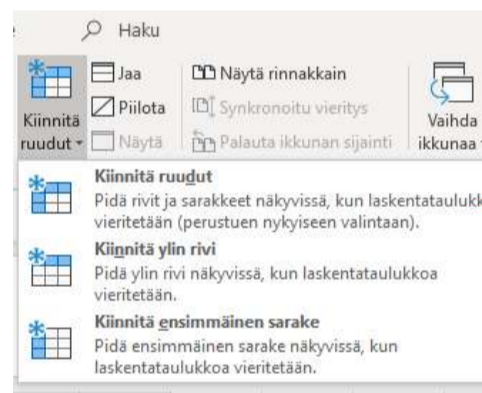 Haku
Jaa
Näytä rinnakkain
Kiinnitä
ruudut
Piilota
Synkronoitu vieritys
Vaihda
ikkunaa
Näytä
Palauta ikkunan sijainti
Kiinnitä ruudut
Pidä rivit ja sarakkeet näkyvissä, kun
vieritetään (perustuen nykyiseen valintaan).
Kiinnitä ylin rivi
Pidä ylin rivi näkyvissä, kun laskentataulukkoa
vieritetään.
Kiinnitä ensimmäinen sarake
Pidä ensimmäinen sarake näkyvissä, kun
laskentataulukkoa vieritetään.